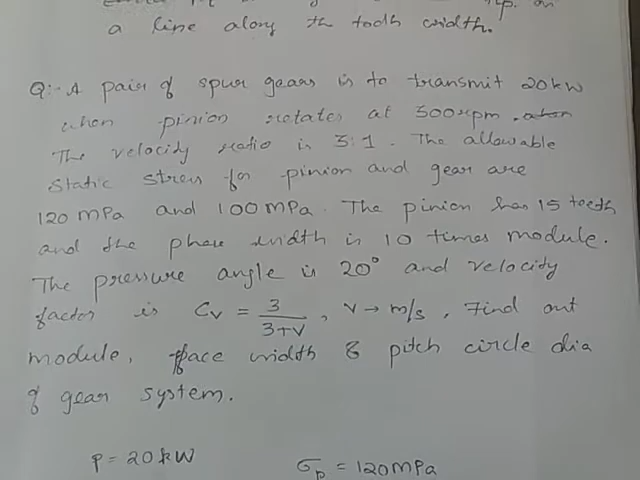 a line along the tooth width.
Q:- A pair of spur gears is to transmit 20kW
when pinion rotates at 300rpm.
The velocity ratio is 3:1. The allowable
static stress for pinion and gear are
120 MPa and 100 MPa. The pinion has 15 teeth
and the phase width is 10 times module.
The pressure angle is 20° and velocity
factor is Cv = 3/3+V, V → m/s, Find out
module, face width & pitch circle dia
of gear system.
P = 20kW σp = 120MPa